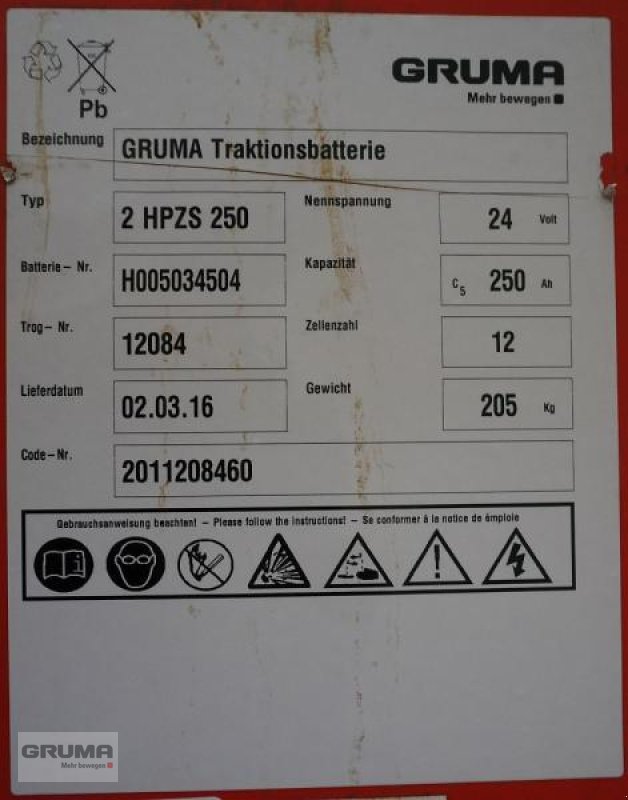 Pb
GRUMA
Mehr bewegen
Bezeichnung GRUMA Traktionsbatterie
Typ 2 HPZS 250 Nennspannung 24 Volt
Batterie-Nr. H005034504 Kapazität C5 250 Ah
Trog-Nr. 12084 Zellenzahl 12
Lieferdatum 02.03.16 Gewicht 205 Kg
Code-Nr. 2011208460
Gebrauchsanweisung beachten! – Please follow the instructions! – Se conformer à la notice de émploie
GRUMA
Mehr bewegen